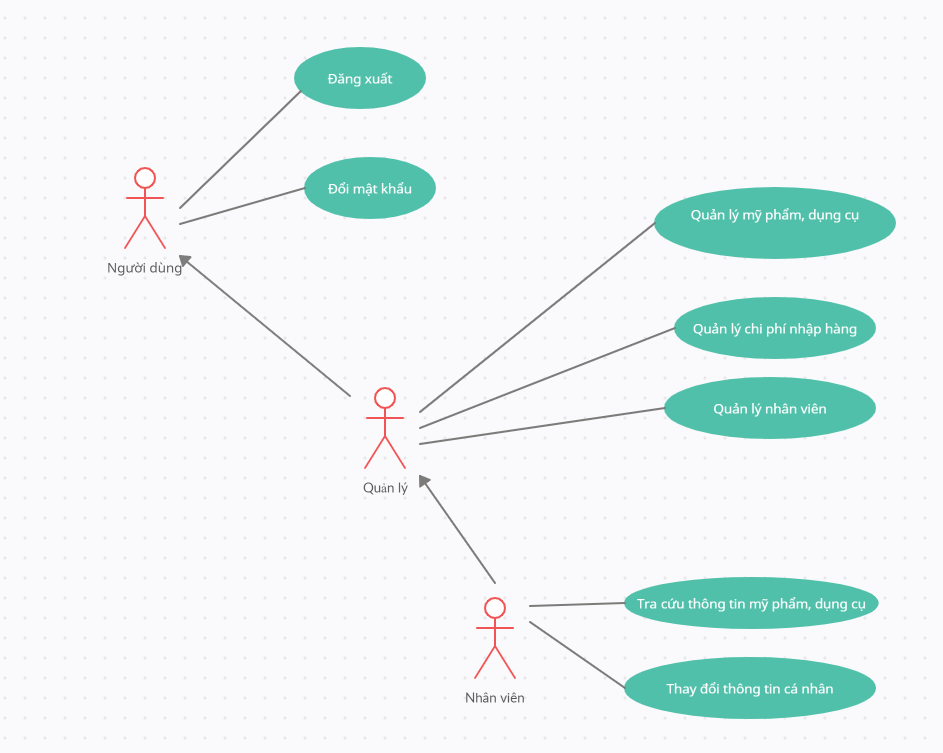 Đăng xuất
Đổi mật khẩu
Người dùng
Quản lý mỹ phẩm, dụng cụ
Quản lý chi phí nhập hàng
Quản lý nhân viên
Quản lý
Tra cứu thông tin mỹ phẩm, dụng cụ
Thay đổi thông tin cá nhân
Nhân viên